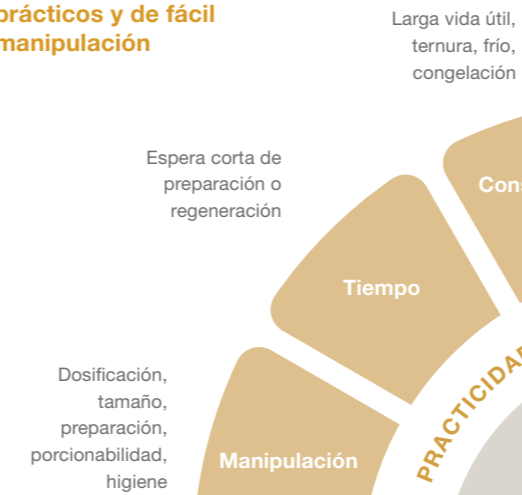 prácticos y de fácil
manipulación
Larga vida útil,
ternura, frío,
congelación
Espera corta de
preparación o
regeneración
Cons
Tiempo
Dosificación,
tamaño,
preparación,
porcionabilidad,
higiene
Manipulación
PRACTICIDAD